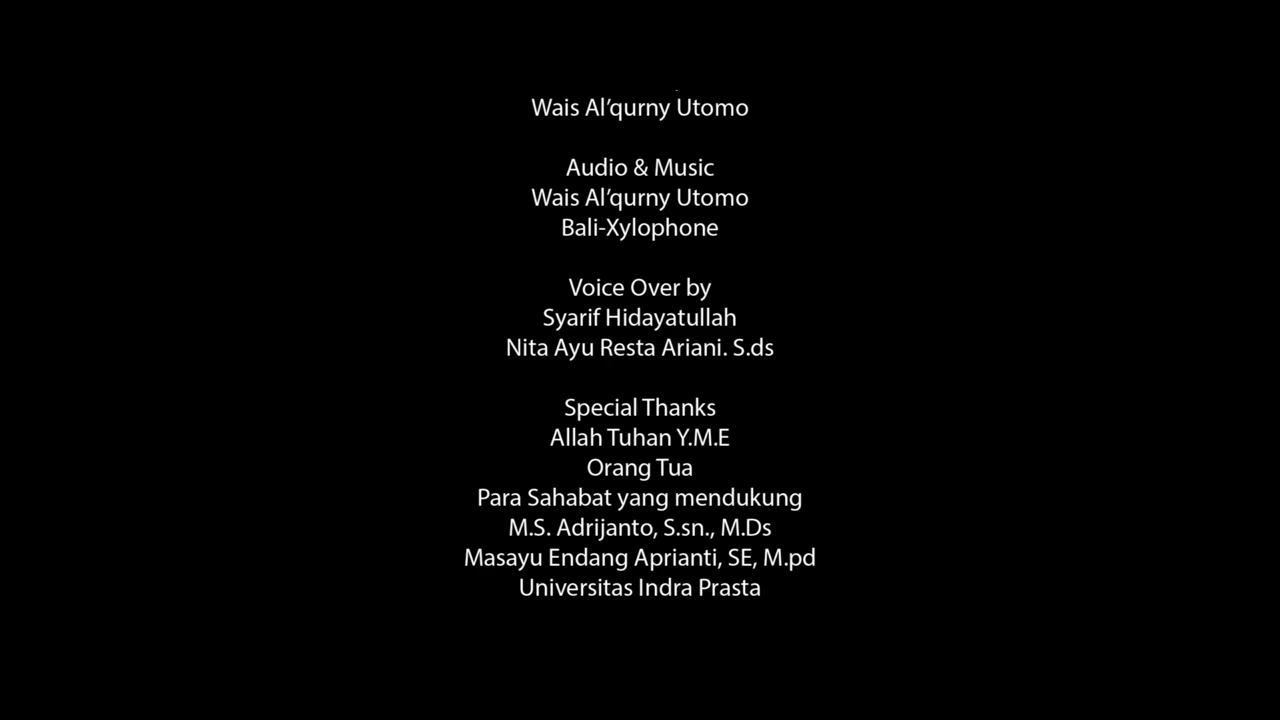 Wais Al’qurny Utomo
Audio & Music
Wais Al’qurny Utomo
Bali-Xylophone
Voice Over by
Syarif Hidayatullah
Nita Ayu Resta Ariani. S.ds
Special Thanks
Allah Tuhan Y.M.E
Orang Tua
Para Sahabat yang mendukung
M.S. Adrijanto, S.sn., M.Ds
Masayu Endang Aprianti, SE, M.pd
Universitas Indra Prasta